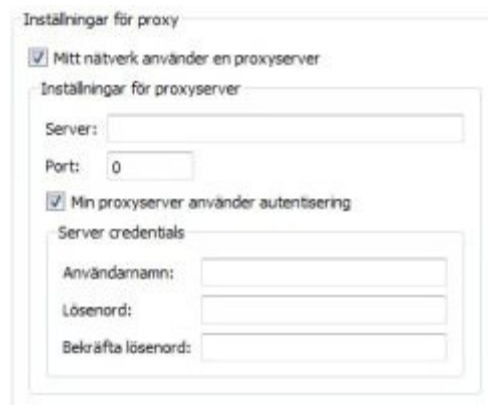 Inställningar för proxy
Mitt nätverk använder en proxyserver
Inställningar för proxyserver
Server:
Port: 0
Min proxyserver använder autentisering
Server credentials
Användarnamn:
Lösenord:
Bekräfta lösenord: